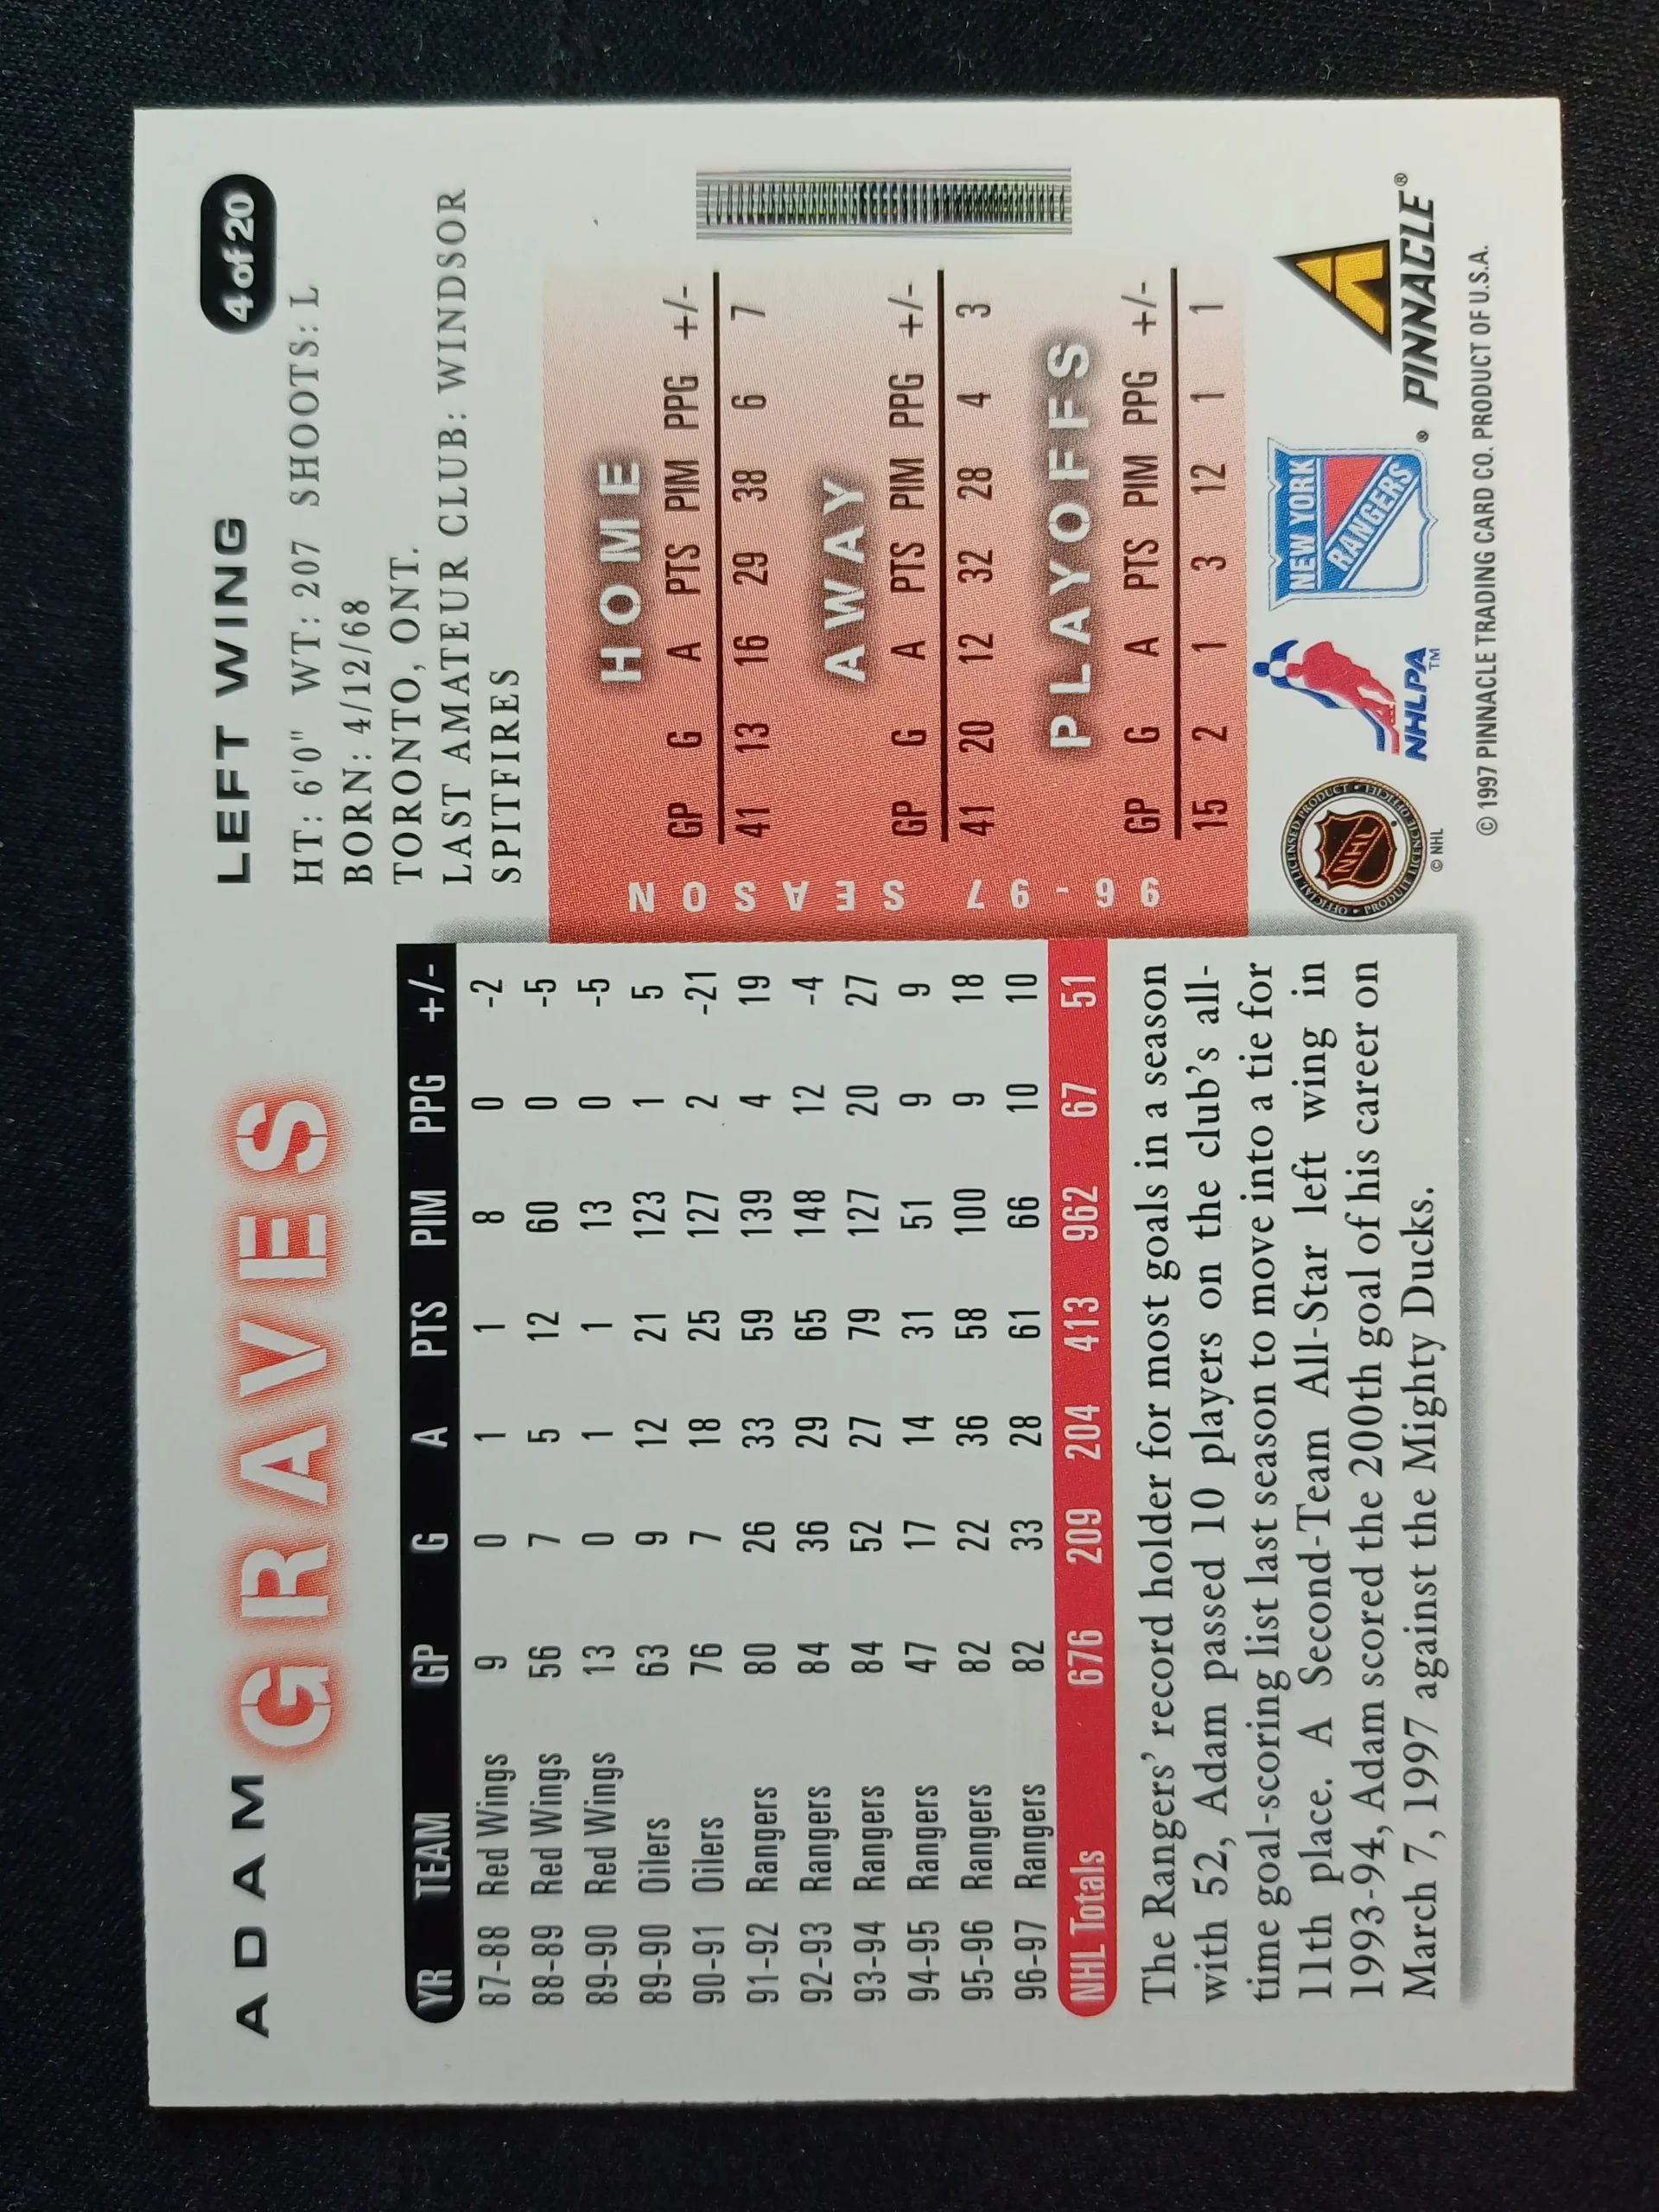 ADAM GRAVES
LEFT WING
4 of 20
HT: 6'0" WT: 207 SHOOTS: L
BORN: 4/12/68
TORONTO, ONT.
LAST AMATEUR CLUB: WINDSOR
SPITFIRES
YR TEAM GP G A PTS PIM PPG +/-
87-88 Red Wings 9 0 1 1 8 0 -2
88-89 Red Wings 56 7 5 12 60 0 -5
89-90 Red Wings 13 0 1 1 13 0 -5
89-90 Oilers 63 9 12 21 123 1 5
90-91 Oilers 76 7 18 25 127 2 -21
91-92 Rangers 80 26 33 59 139 4 19
92-93 Rangers 84 36 29 65 148 12 -4
93-94 Rangers 84 52 27 79 127 20 27
94-95 Rangers 47 17 14 31 51 9 9
95-96 Rangers 82 22 36 58 100 9 18
96-97 Rangers 82 33 28 61 66 10 10
NHL Totals 676 209 204 413 962 67 51
The Rangers' record holder for most goals in a season
with 52, Adam passed 10 players on the club's all-
time goal-scoring list last season to move into a tie for
11th place. A Second-Team All-Star left wing in
1993-94, Adam scored the 200th goal of his career on
March 7, 1997 against the Mighty Ducks.
96-97 SEASON
HOME
GP G A PTS PIM PPG +/-
41 13 16 29 38 6 7
AWAY
GP G A PTS PIM PPG +/-
41 20 12 32 28 4 3
PLAYOFFS
GP G A PTS PIM PPG +/-
15 2 1 3 12 1 1
OFFICIAL LICENSED PRODUCT • PRODUIT LICENCIÉ OFFICIEL •
NHL
© NHL
NHLPA™
NEW YORK
RANGERS
®
PINNACLE®
© 1997 PINNACLE TRADING CARD CO. PRODUCT OF U.S.A.